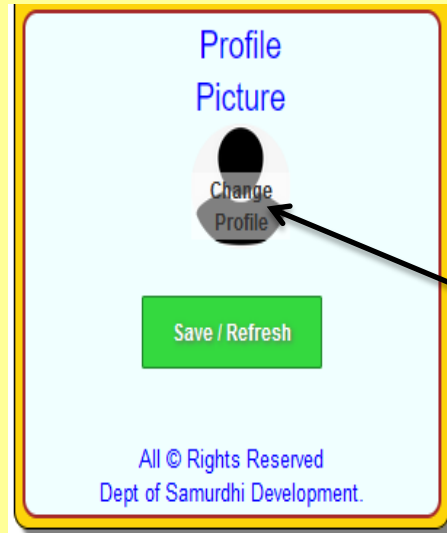 Profile
Picture
Change
Profile
Save / Refresh
All © Rights Reserved
Dept of Samurdhi Development.